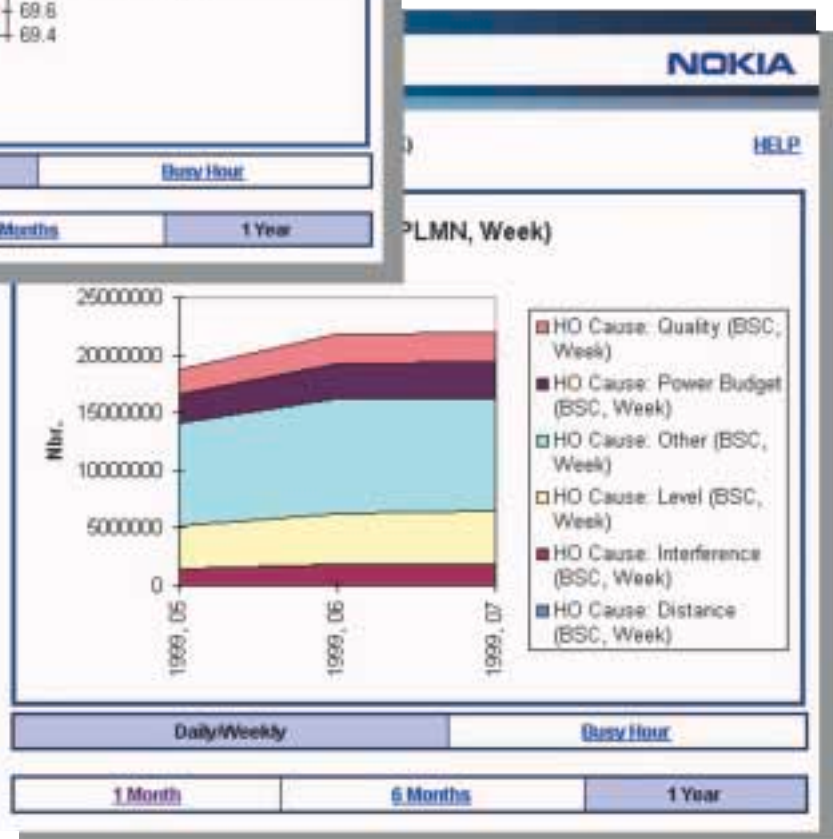 69.6
69.4
Busy Hour
Months
1 Year
NOKIA
HELP
PLMN, Week)
25000000
20000000
15000000
10000000
5000000
0
Nbr.
1999, 05
1999, 06
1999, 07
HO Cause: Quality (BSC,
Week)
HO Cause: Power Budget
(BSC, Week)
HO Cause: Other (BSC,
Week)
HO Cause: Level (BSC,
Week)
HO Cause: Interference
(BSC, Week)
HO Cause: Distance
(BSC, Week)
Daily/Weekly
Busy Hour
1 Month
6 Months
1 Year